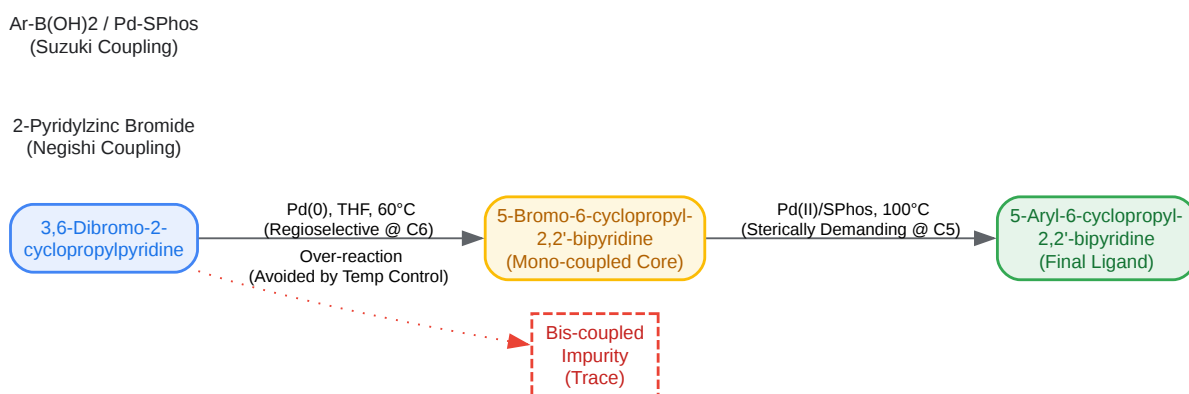 Ar-B(OH)2 / Pd-SPhos
(Suzuki Coupling)
2-Pyridylzinc Bromide
(Negishi Coupling)
3,6-Dibromo-2-
cyclopropylpyridine
Pd(0), THF, 60°C
(Regioselective @ C6)
Over-reaction
(Avoided by Temp Control)
5-Bromo-6-cyclopropyl-
2,2'-bipyridine
(Mono-coupled Core)
Pd(II)/SPhos, 100°C
(Sterically Demanding @ C5)
5-Aryl-6-cyclopropyl-
2,2'-bipyridine
(Final Ligand)
Bis-coupled
Impurity
(Trace)